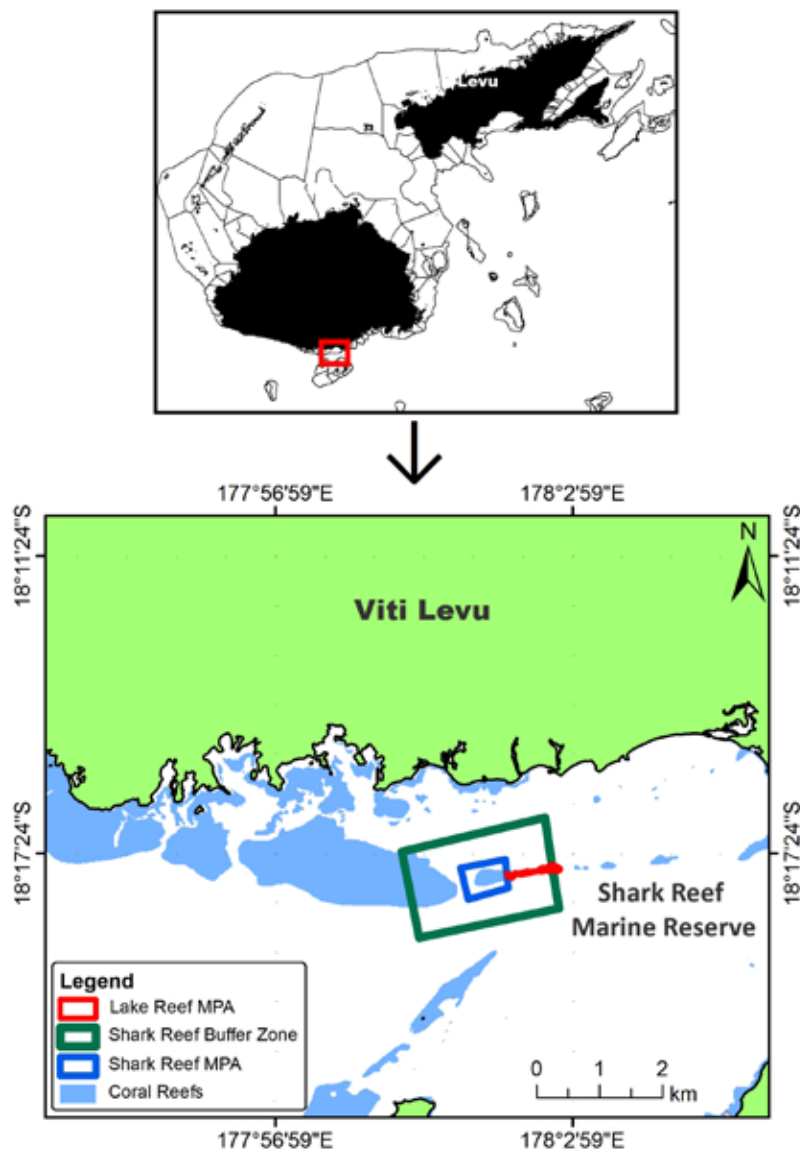 Levu
177°56'59"E
178°2'59"E
18°11'24"S
18°11'24"S
N
Viti Levu
18°17'24"S
18°17'24"S
Shark Reef
Marine Reserve
Legend
Lake Reef MPA
Shark Reef Buffer Zone
Shark Reef MPA
Coral Reefs
0 1 2
km
177°56'59"E
178°2'59"E